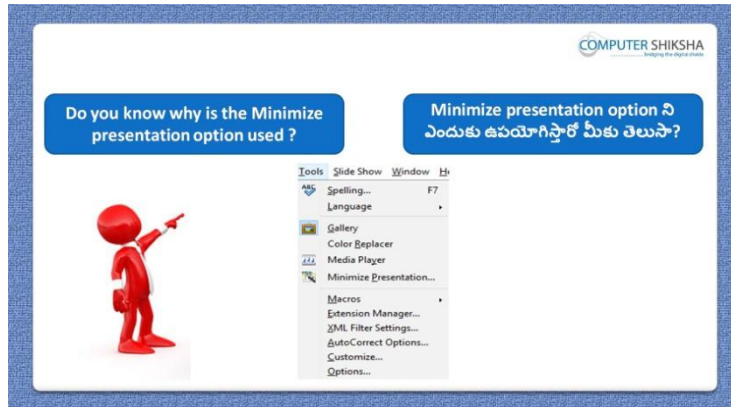 COMPUTER SHIKSHA
Bridging the digital divide
Do you know why is the Minimize
presentation option used ?
Minimize presentation option ని
ఎందుకు ఉపయోగిస్తారో మీకు తెలుసా?
Tools Slide Show Window He
ABC Spelling... F7
Language
Gallery
Color Replacer
Media Player
Minimize Presentation...
Macros
Extension Manager...
XML Filter Settings...
AutoCorrect Options...
Customize...
Options...